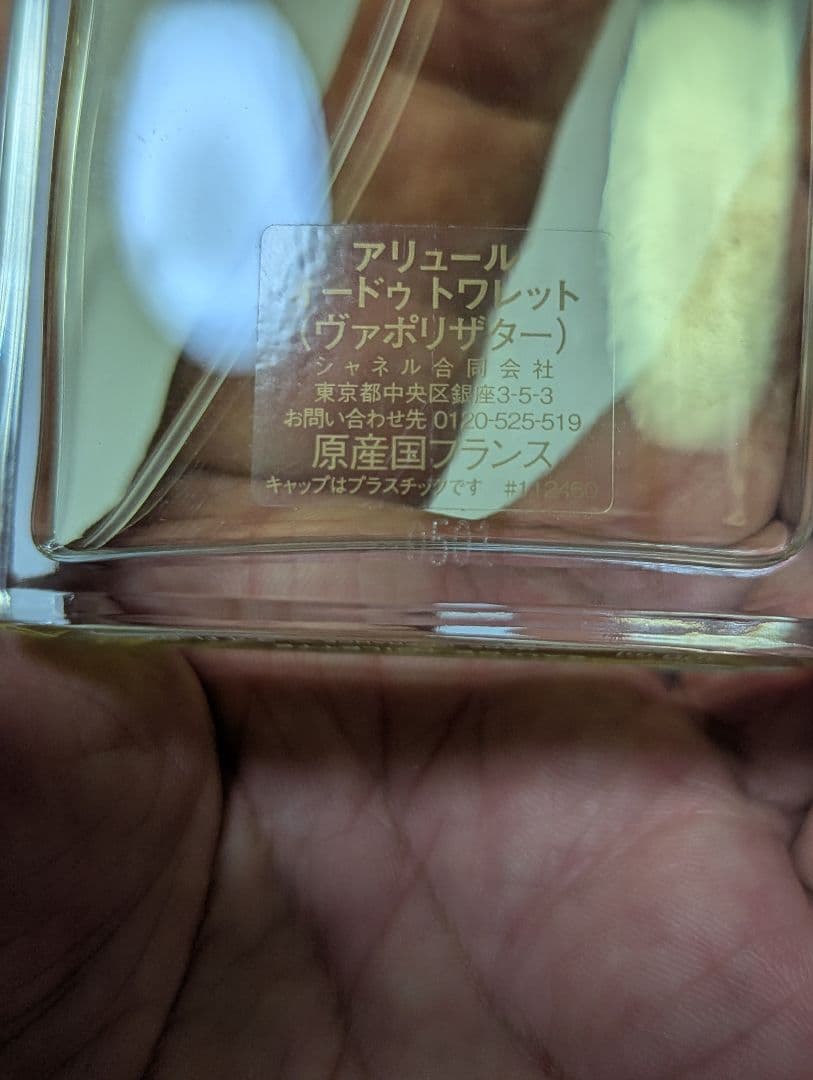 アリュール
オードゥ トワレット
(ヴァポリザター)
シャネル合同会社
東京都中央区銀座3-5-3
お問い合わせ先 0120-525-519
原産国フランス
キャップはプラスチックです #112460